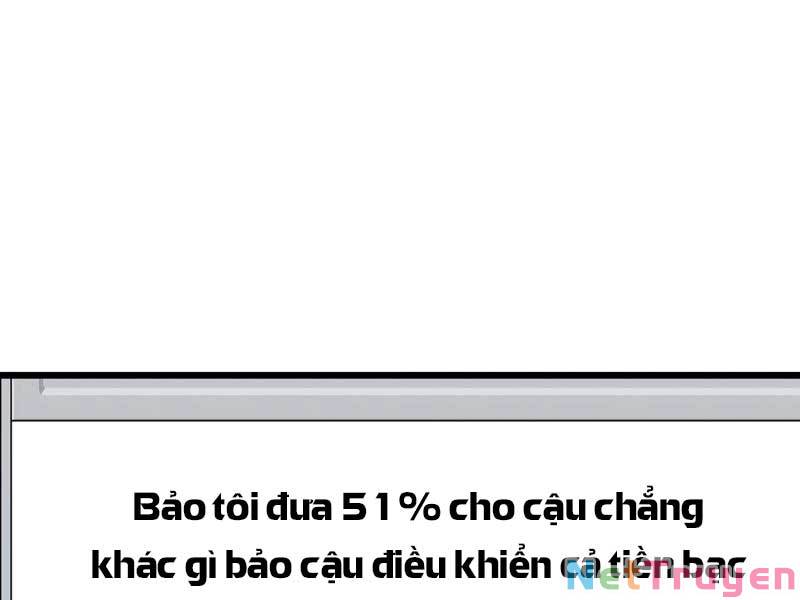 Bảo tôi đưa 51% cho cậu chẳng
khác gì bảo cậu điều khiển cả tiền bạc
NetTruyen